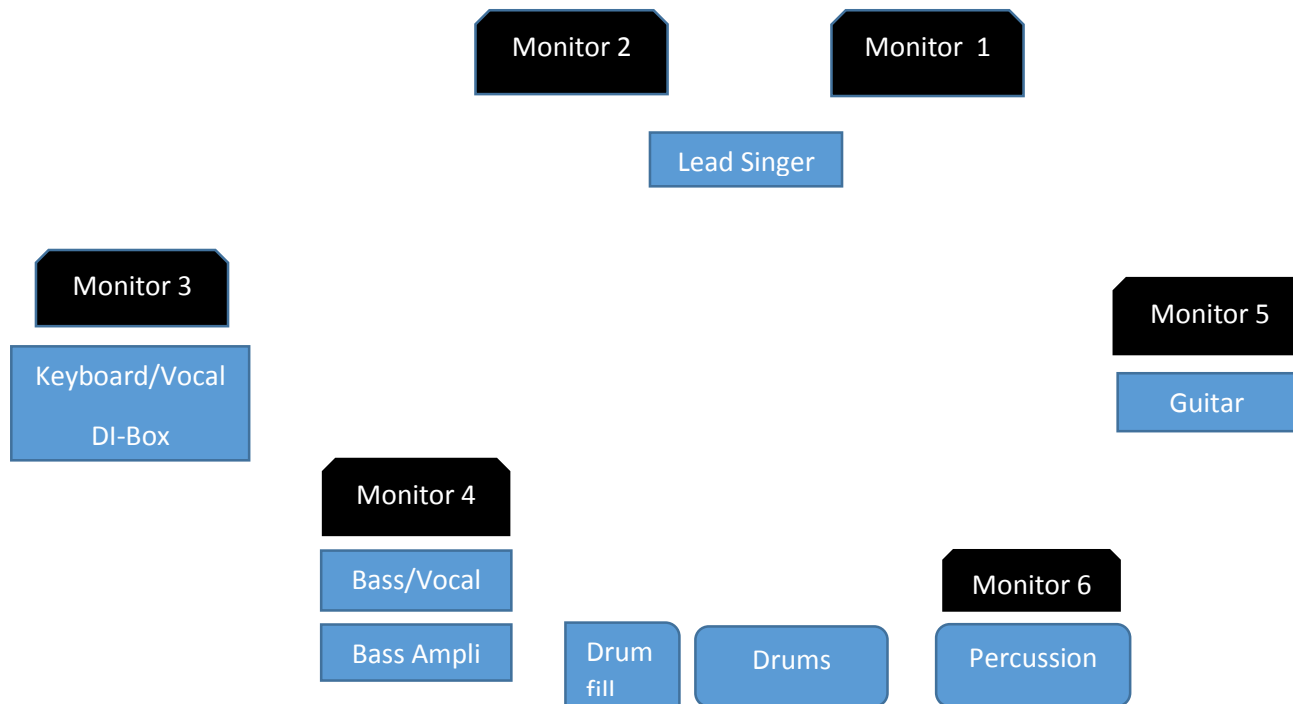 Monitor 2
Monitor 1
Lead Singer
Monitor 3
Monitor 5
Keyboard/Vocal
DI-Box
Guitar
Monitor 4
Bass/Vocal
Monitor 6
Bass Ampli
Drum
fill
Drums
Percussion